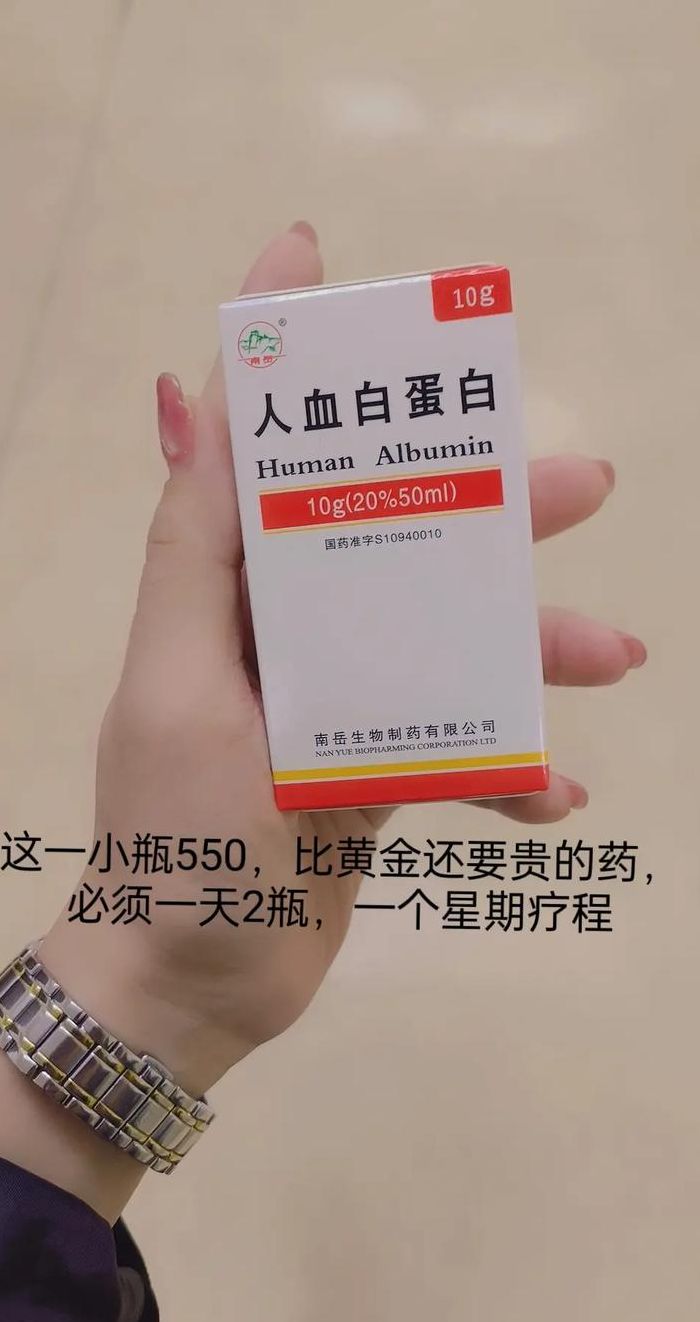 10g
®
南岳
人血白蛋白
Human Albumin
10g(20%50ml)
国药准字S10940010
南岳生物制药有限公司
NAN YUE BIOPHARMING CORPORATION LTD
这一小瓶550，比黄金还要贵的药，
必须一天2瓶，一个星期疗程